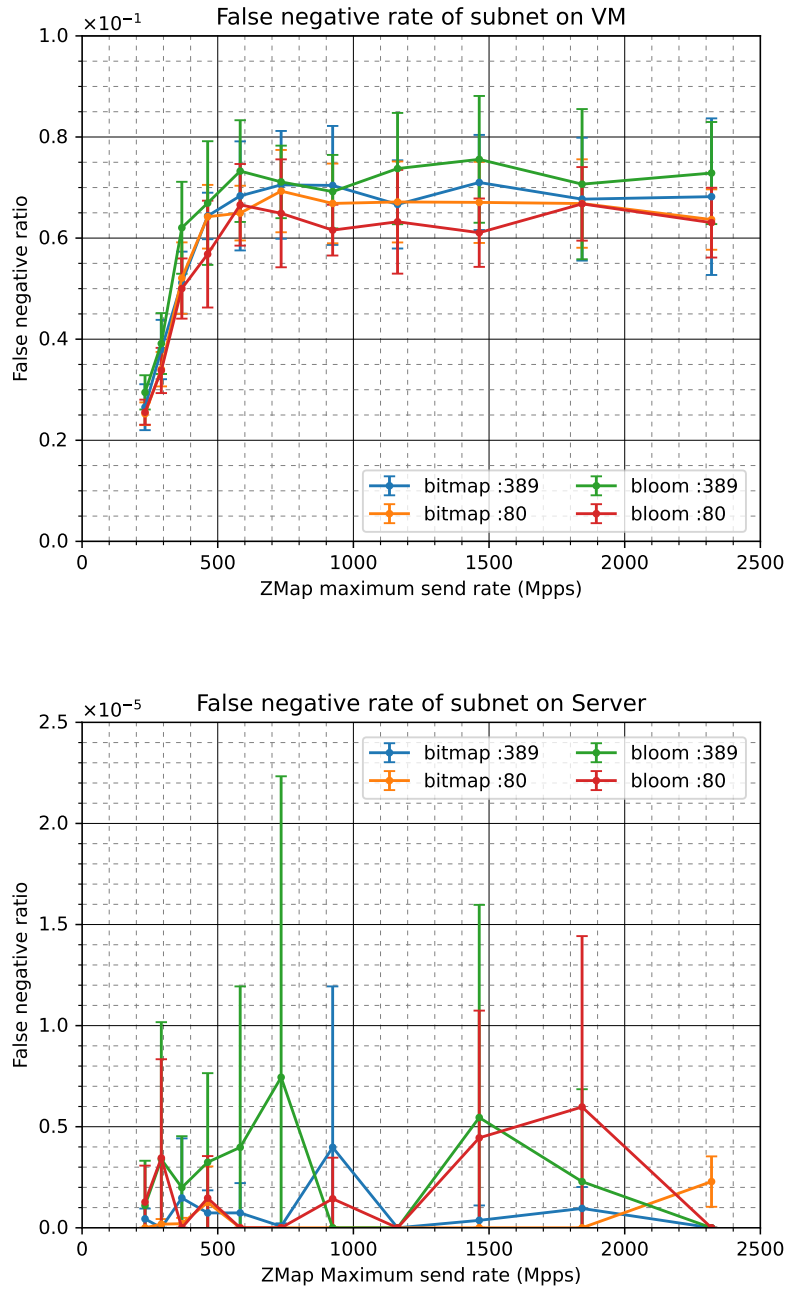 False negative rate of subnet on VM
×10⁻¹
1.0
0.8
0.6
0.4
0.2
0.0
False negative ratio
bitmap :389 bloom :389
bitmap :80 bloom :80
0 500 1000 1500 2000 2500
ZMap maximum send rate (Mpps)
False negative rate of subnet on Server
×10⁻⁵
2.5
2.0
1.5
1.0
0.5
0.0
False negative ratio
bitmap :389 bloom :389
bitmap :80 bloom :80
0 500 1000 1500 2000 2500
ZMap Maximum send rate (Mpps)